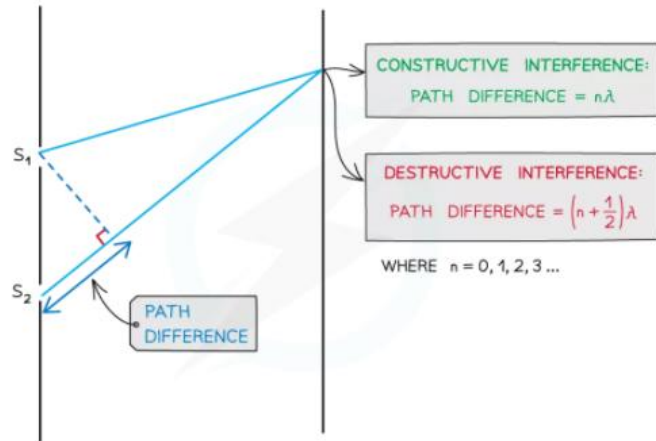 S₁
S₂
PATH
DIFFERENCE
CONSTRUCTIVE INTERFERENCE:
PATH DIFFERENCE = nλ
DESTRUCTIVE INTERFERENCE:
PATH DIFFERENCE = (n + 1/2)λ
WHERE n = 0, 1, 2, 3 ...